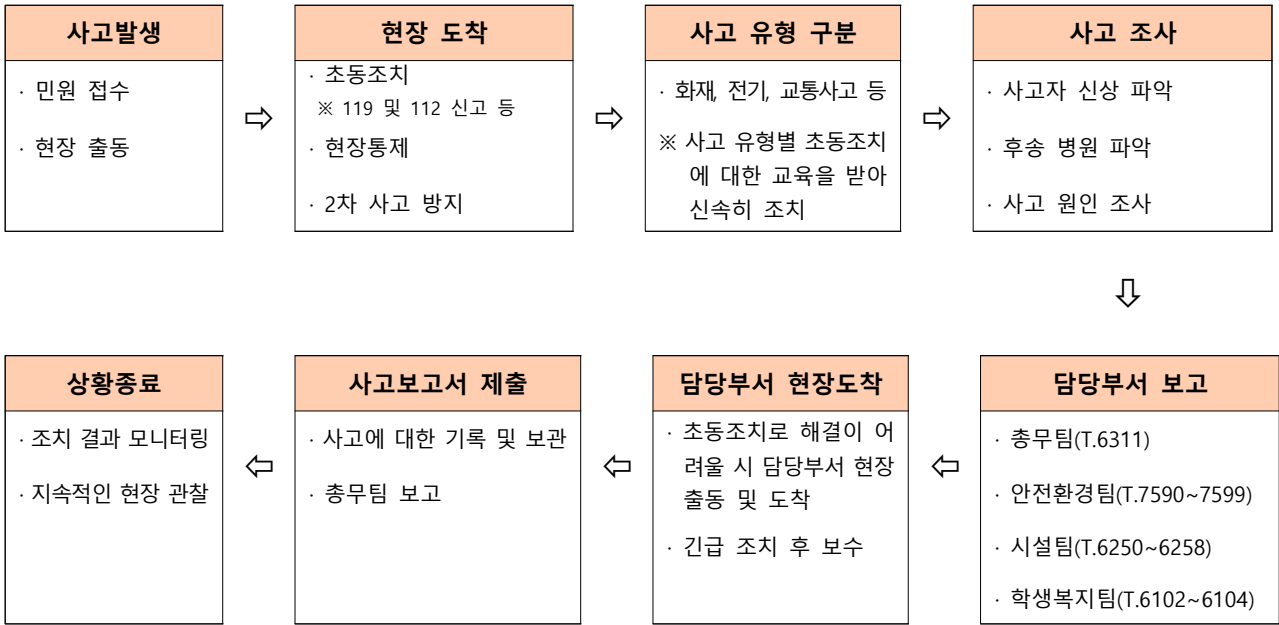 사고발생
· 민원 접수
· 현장 출동
⇨
현장 도착
· 초동조치
※ 119 및 112 신고 등
· 현장통제
· 2차 사고 방지
⇨
사고 유형 구분
· 화재, 전기, 교통사고 등
※ 사고 유형별 초동조치
에 대한 교육을 받아
신속히 조치
⇨
사고 조사
· 사고자 신상 파악
· 후송 병원 파악
· 사고 원인 조사
⇩
담당부서 보고
· 총무팀(T.6311)
· 안전환경팀(T.7590~7599)
· 시설팀(T.6250~6258)
· 학생복지팀(T.6102~6104)
⇦
담당부서 현장도착
· 초동조치로 해결이 어
려울 시 담당부서 현장
출동 및 도착
· 긴급 조치 후 보수
⇦
사고보고서 제출
· 사고에 대한 기록 및 보관
· 총무팀 보고
⇦
상황종료
· 조치 결과 모니터링
· 지속적인 현장 관찰